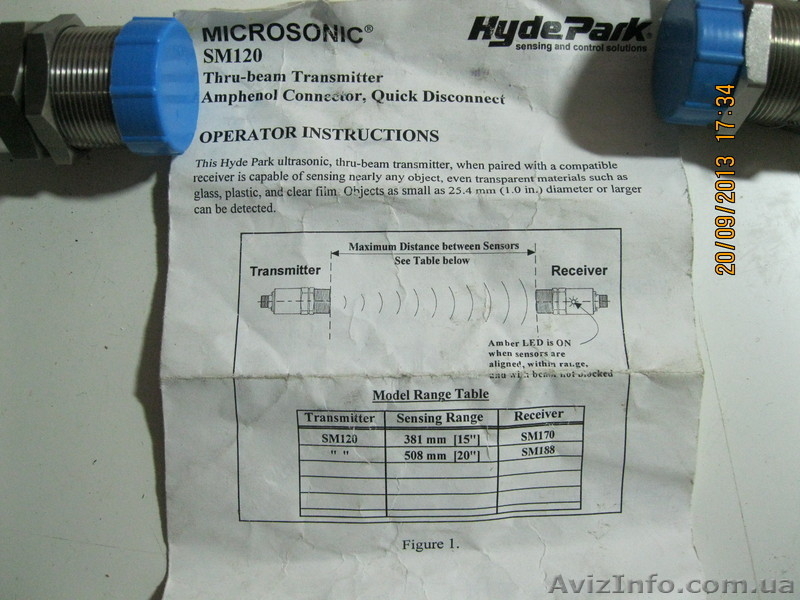 MICROSONIC®
HydePark®
sensing and control solutions
SM120
Thru-beam Transmitter
Amphenol Connector, Quick Disconnect
OPERATOR INSTRUCTIONS
This Hyde Park ultrasonic, thru-beam transmitter, when paired with a compatible
receiver is capable of sensing nearly any object, even transparent materials such as
glass, plastic, and clear film. Objects as small as 25.4 mm (1.0 in.) diameter or larger
can be detected.
Maximum Distance between Sensors
See Table below
Transmitter
Receiver
Amber LED is ON
when sensors are
aligned, within range,
and with beam not blocked
Model Range Table
Transmitter Sensing Range Receiver
SM120 381 mm [15"] SM170
" " 508 mm [20"] SM188
Figure 1.
20/09/2013 17:34
AvizInfo.com.ua